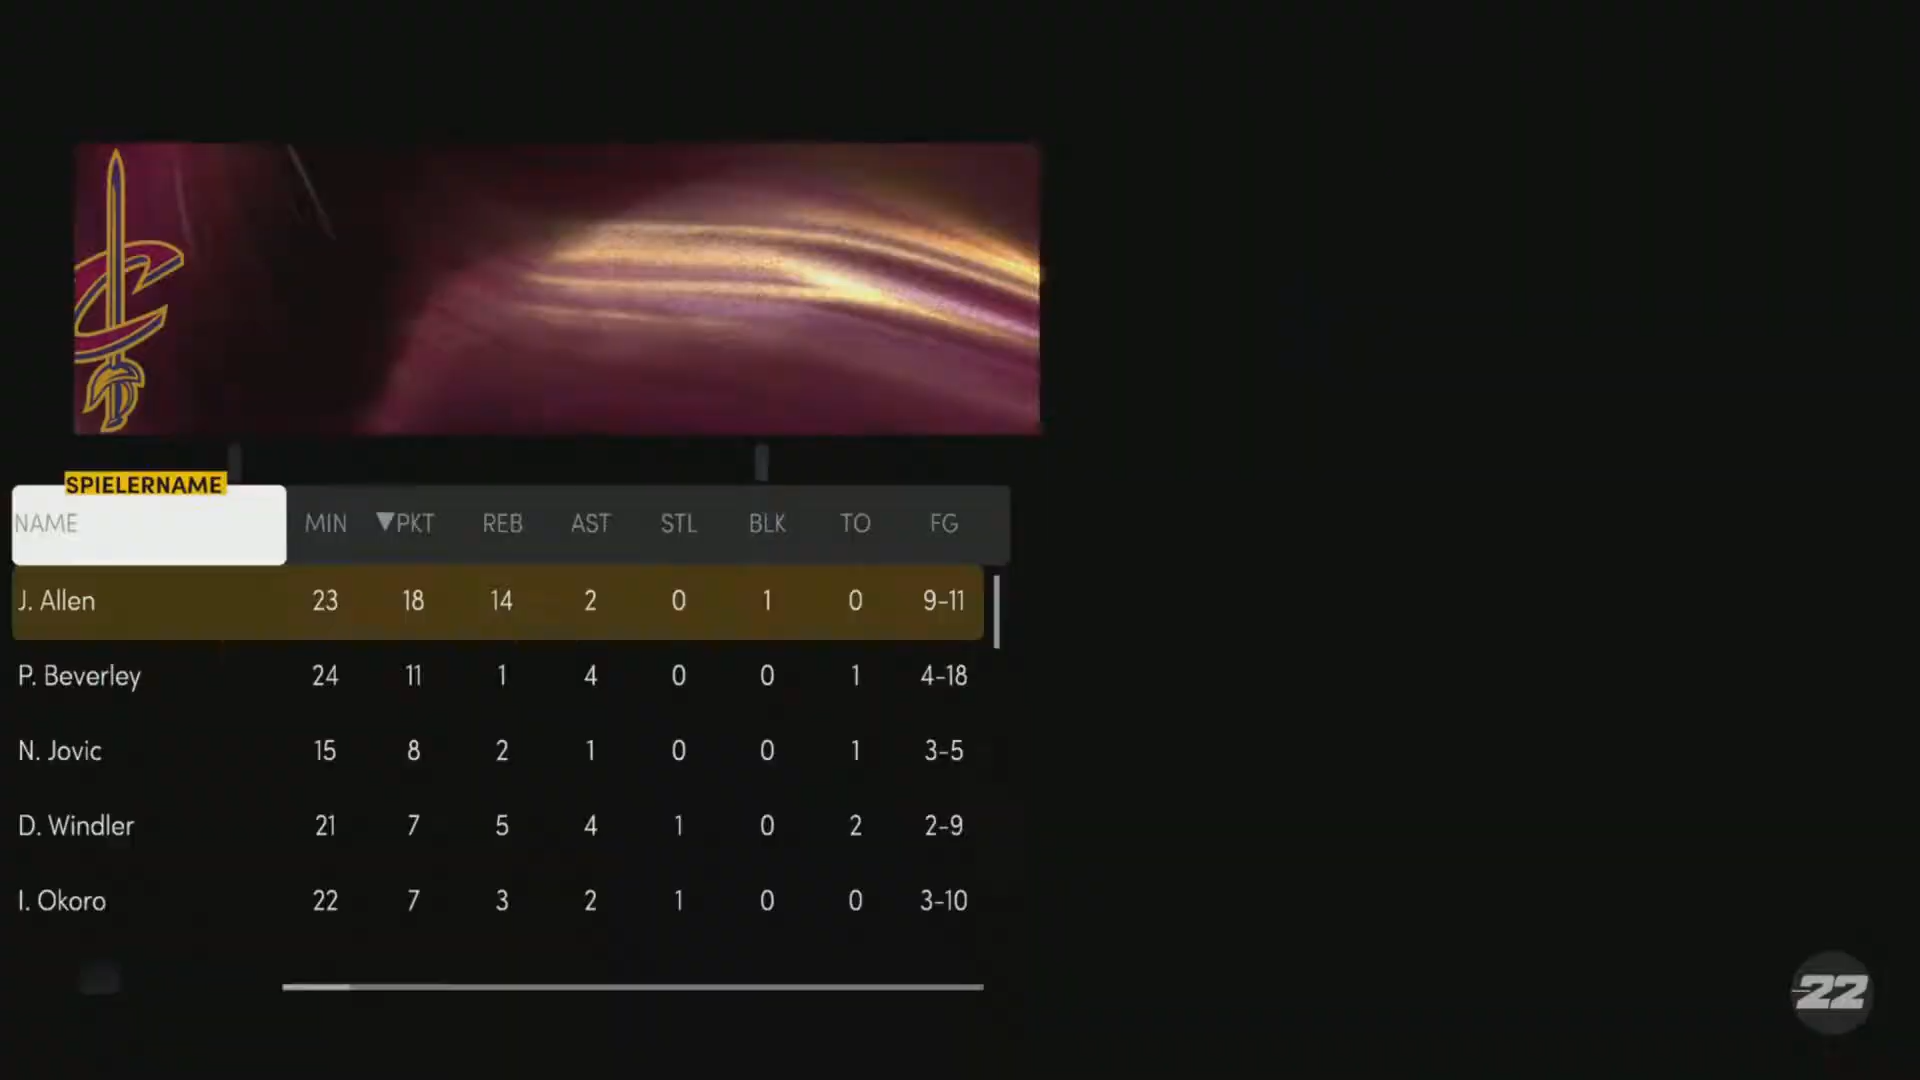 SPIELERNAME
NAME MIN ▼PKT REB AST STL BLK TO FG
J. Allen 23 18 14 2 0 1 0 9-11
P. Beverley 24 11 1 4 0 0 1 4-18
N. Jovic 15 8 2 1 0 0 1 3-5
D. Windler 21 7 5 4 1 0 2 2-9
I. Okoro 22 7 3 2 1 0 0 3-10
22